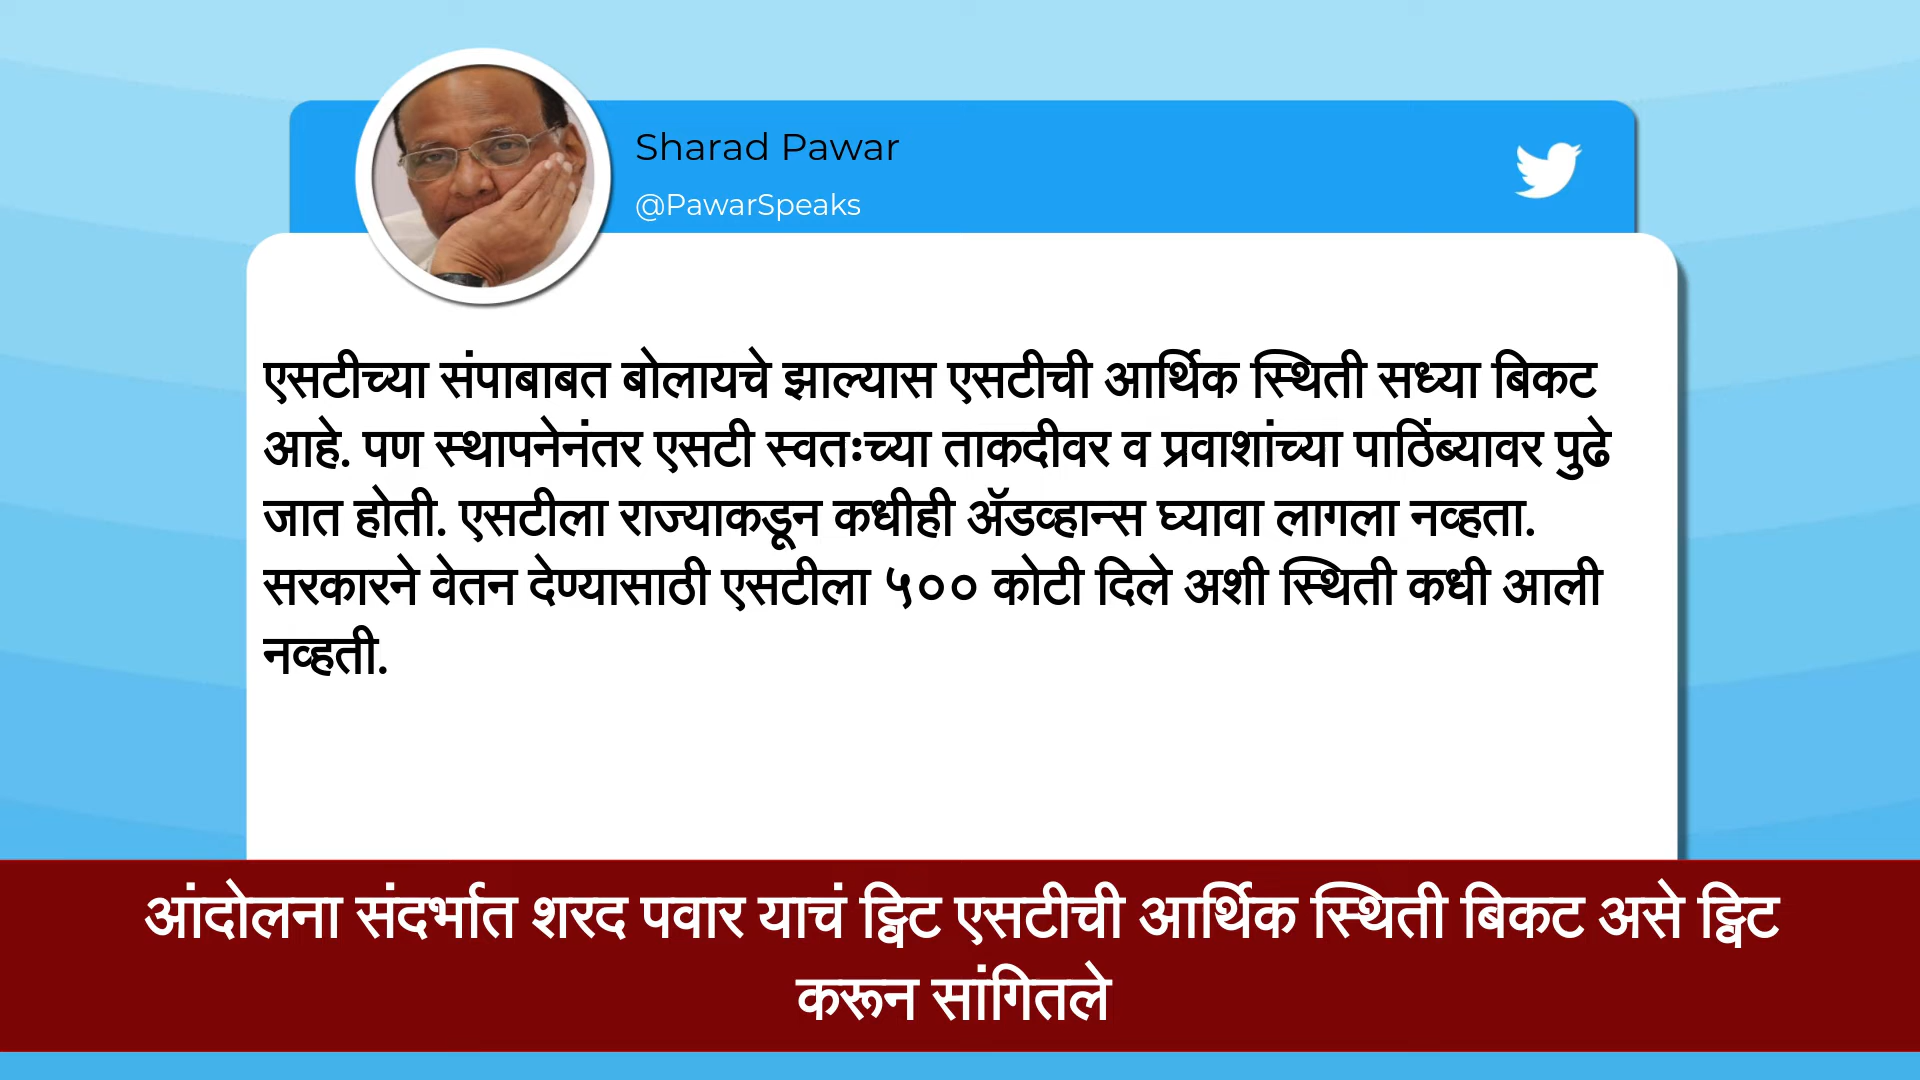 Sharad Pawar
@PawarSpeaks
एसटीच्या संपाबाबत बोलायचे झाल्यास एसटीची आर्थिक स्थिती सध्या बिकट
आहे. पण स्थापनेनंतर एसटी स्वतःच्या ताकदीवर व प्रवाशांच्या पाठिंब्यावर पुढे
जात होती. एसटीला राज्याकडून कधीही ॲडव्हान्स घ्यावा लागला नव्हता.
सरकारने वेतन देण्यासाठी एसटीला ५०० कोटी दिले अशी स्थिती कधी आली
नव्हती.
आंदोलना संदर्भात शरद पवार याचं ट्विट एसटीची आर्थिक स्थिती बिकट असे ट्विट
करून सांगितले